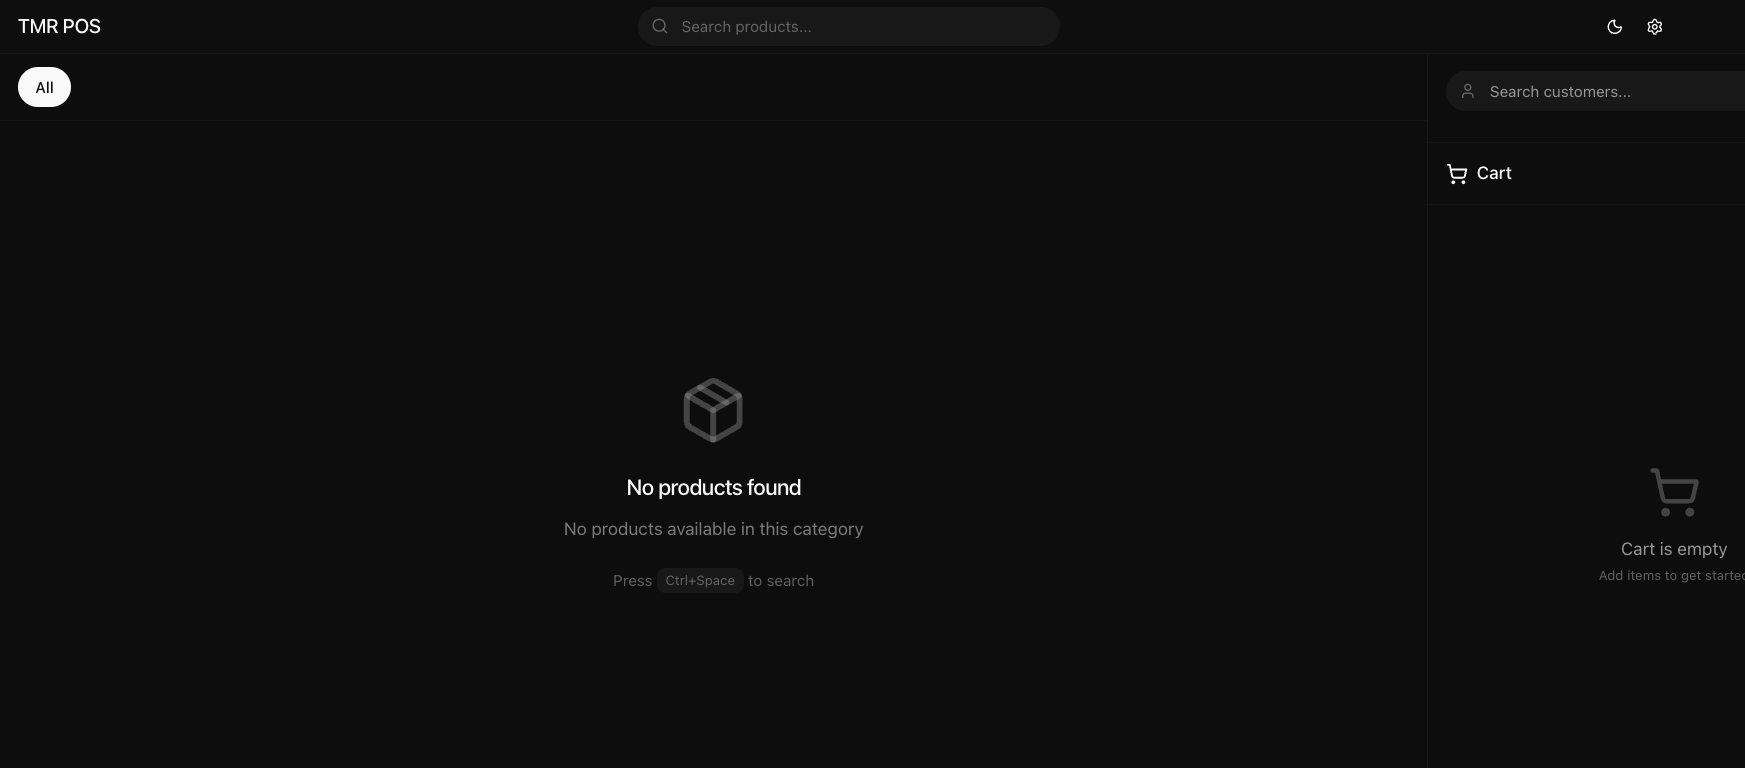 TMR POS
Search products...
All
Search customers...
Cart
No products found
No products available in this category
Press Ctrl+Space to search
Cart is empty
Add items to get started